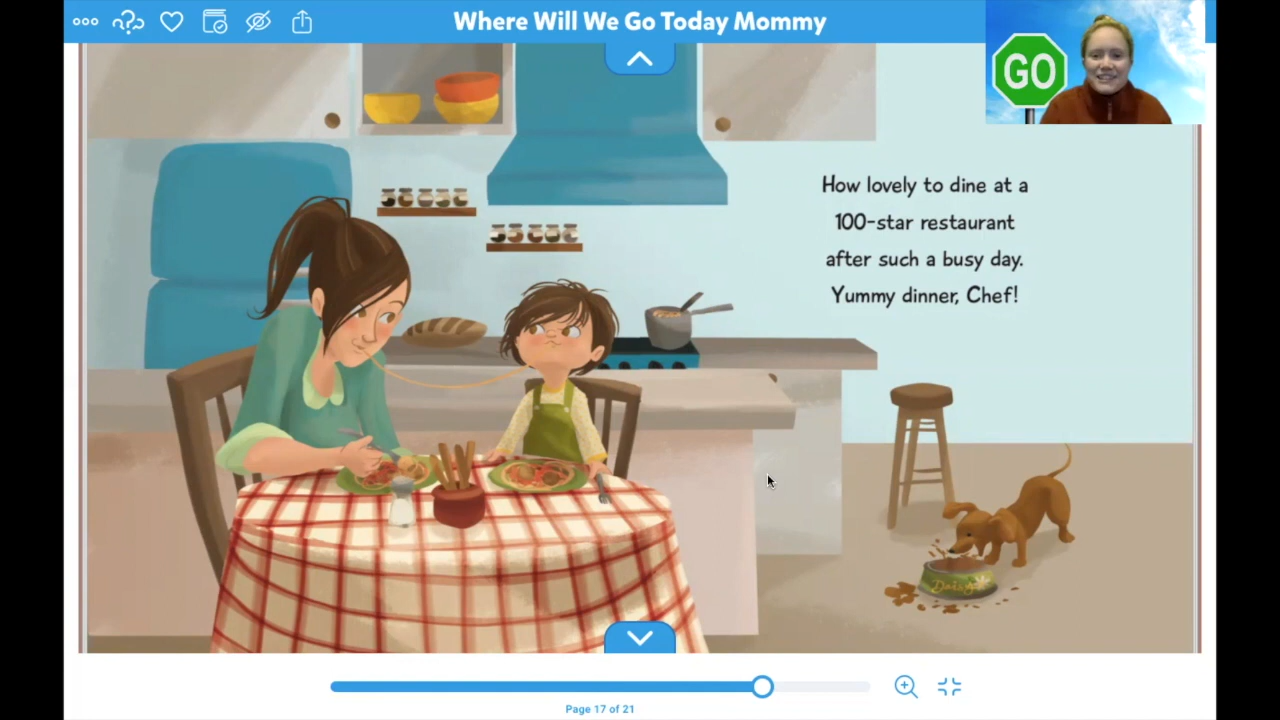 Where Will We Go Today Mommy
GO
How lovely to dine at a
100-star restaurant
after such a busy day.
Yummy dinner, Chef!
Daisy
Page 17 of 21